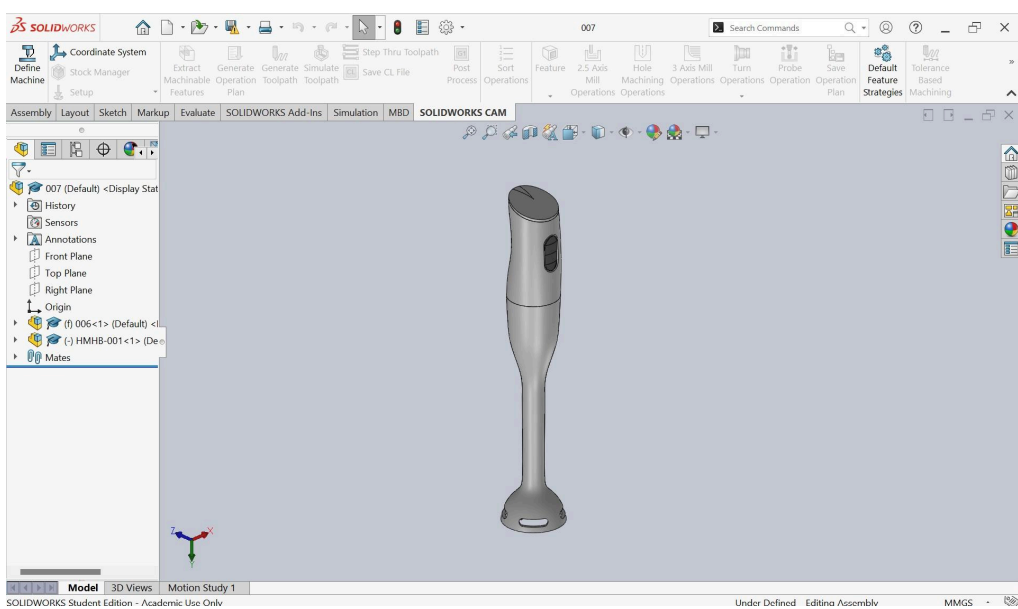 SOLIDWORKS
007
Search Commands
Define Machine
Coordinate System
Stock Manager
Setup
Extract Machinable Features
Generate Operation Plan
Generate Toolpath
Simulate Toolpath
Step Thru Toolpath
Save CL File
Post Process
Sort Operations
Feature
2.5 Axis Mill Operations
Hole Machining Operations
3 Axis Mill Operations
Turn Operations
Probe Operation
Save Operation Plan
Default Feature Strategies
Tolerance Based Machining
Assembly Layout Sketch Markup Evaluate SOLIDWORKS Add-Ins Simulation MBD SOLIDWORKS CAM
007 (Default) <Display Stat
History
Sensors
Annotations
Front Plane
Top Plane
Right Plane
Origin
(f) 006<1> (Default) <
(-) HMHB-001<1> (De
Mates
Z X
Y
Model 3D Views Motion Study 1
SOLIDWORKS Student Edition - Academic Use Only
Under Defined Editing Assembly MMGS -